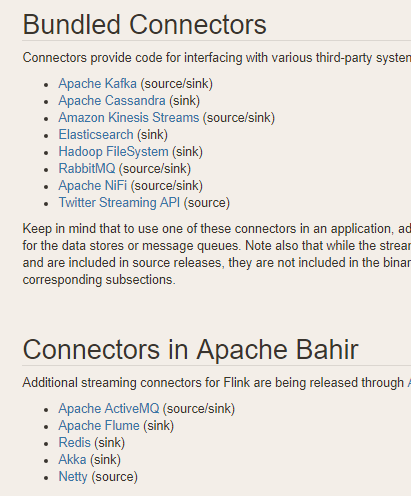 Bundled Connectors
Connectors provide code for interfacing with various third-party
Apache Kafka (source/sink)
Apache Cassandra (sink)
Amazon Kinesis Streams (source/sink)
Elasticsearch (sink)
Hadoop FileSystem (sink)
RabbitMQ (source/sink)
Apache NiFi (source/sink)
Twitter Streaming API (source)
Keep in mind that to use one of these connectors in an application,
for the data stores or message queues. Note also that while the
and are included in source releases, they are not included in the
corresponding subsections.
Connectors in Apache Bahir
Additional streaming connectors for Flink are being released through
Apache ActiveMQ (source/sink)
Apache Flume (sink)
Redis (sink)
Akka (sink)
Netty (source)